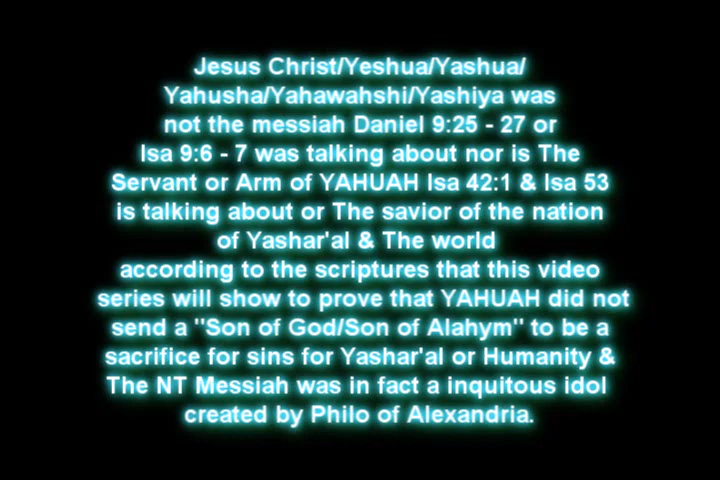 Jesus Christ/Yeshua/Yashua/
Yahusha/Yahawahshi/Yashiya was
not the messiah Daniel 9:25 - 27 or
Isa 9:6 - 7 was talking about nor is The
Servant or Arm of YAHUAH Isa 42:1 & Isa 53
is talking about or The savior of the nation
of Yashar'al & The world
according to the scriptures that this video
series will show to prove that YAHUAH did not
send a "Son of God/Son of Alahym" to be a
sacrifice for sins for Yashar'al or Humanity &
The NT Messiah was in fact a inquitous idol
created by Philo of Alexandria.